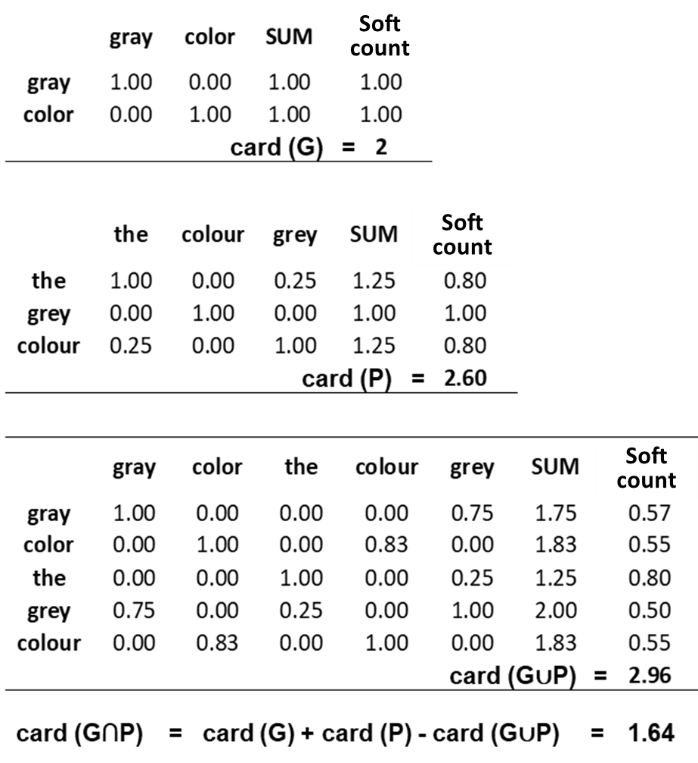 gray color SUM Soft count
gray 1.00 0.00 1.00 1.00
color 0.00 1.00 1.00 1.00
card (G) = 2
the colour grey SUM Soft count
the 1.00 0.00 0.25 1.25 0.80
grey 0.00 1.00 0.00 1.00 1.00
colour 0.25 0.00 1.00 1.25 0.80
card (P) = 2.60
gray color the colour grey SUM Soft count
gray 1.00 0.00 0.00 0.00 0.75 1.75 0.57
color 0.00 1.00 0.00 0.83 0.00 1.83 0.55
the 0.00 0.00 1.00 0.00 0.25 1.25 0.80
grey 0.75 0.00 0.25 0.00 1.00 2.00 0.50
colour 0.00 0.83 0.00 1.00 0.00 1.83 0.55
card (G∪P) = 2.96
card (G∩P) = card (G) + card (P) - card (G∪P) = 1.64